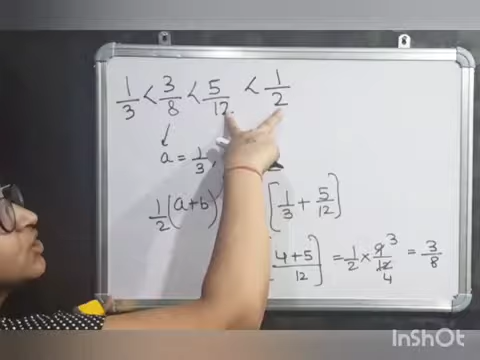 1/3 < 3/8 < 5/12 < 1/2
a = 1/3,
1/2 (a+b) [1/3 + 5/12]
[4+5/12] = 1/2 × 9 3/12 4 = 3/8
InShOt